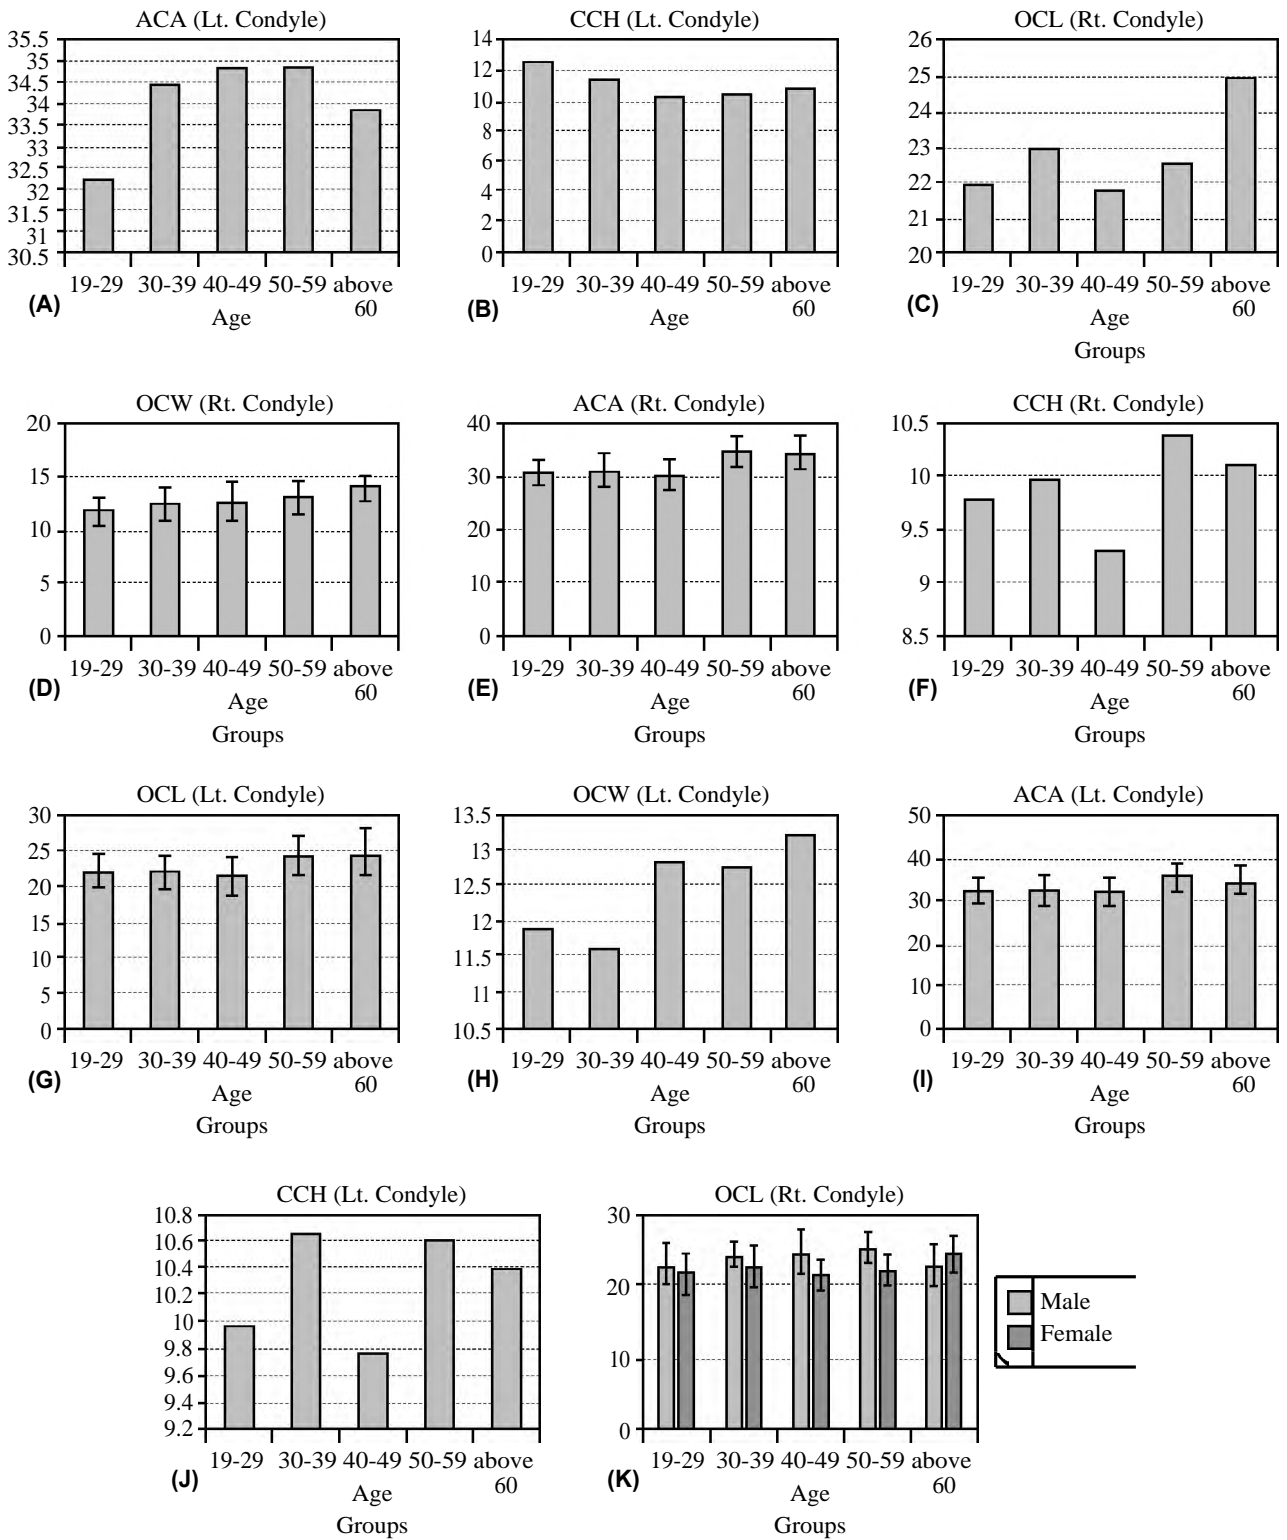 ACA (Lt. Condyle)
35.5
35
34.5
34
33.5
33
32.5
32
31.5
31
30.5
19-29 30-39 40-49 50-59 above 60
Age
(A)
CCH (Lt. Condyle)
14
12
10
8
6
4
2
0
19-29 30-39 40-49 50-59 above 60
Age
(B)
OCL (Rt. Condyle)
26
25
24
23
22
21
20
19-29 30-39 40-49 50-59 above 60
Age
Groups
(C)
OCW (Rt. Condyle)
20
15
10
5
0
19-29 30-39 40-49 50-59 above 60
Age
Groups
(D)
ACA (Rt. Condyle)
40
30
20
10
0
19-29 30-39 40-49 50-59 above 60
Age
Groups
(E)
CCH (Rt. Condyle)
10.5
10
9.5
9
8.5
19-29 30-39 40-49 50-59 above 60
Age
Groups
(F)
OCL (Lt. Condyle)
30
25
20
15
10
5
0
19-29 30-39 40-49 50-59 above 60
Age
Groups
(G)
OCW (Lt. Condyle)
13.5
13
12.5
12
11.5
11
10.5
19-29 30-39 40-49 50-59 above 60
Age
Groups
(H)
ACA (Lt. Condyle)
50
40
30
20
10
0
19-29 30-39 40-49 50-59 above 60
Age
Groups
(I)
CCH (Lt. Condyle)
10.8
10.6
10.4
10.2
10
9.8
9.6
9.4
9.2
19-29 30-39 40-49 50-59 above 60
Age
Groups
(J)
OCL (Rt. Condyle)
30
20
10
0
19-29 30-39 40-49 50-59 above 60
Age
Groups
(K)
Male
Female